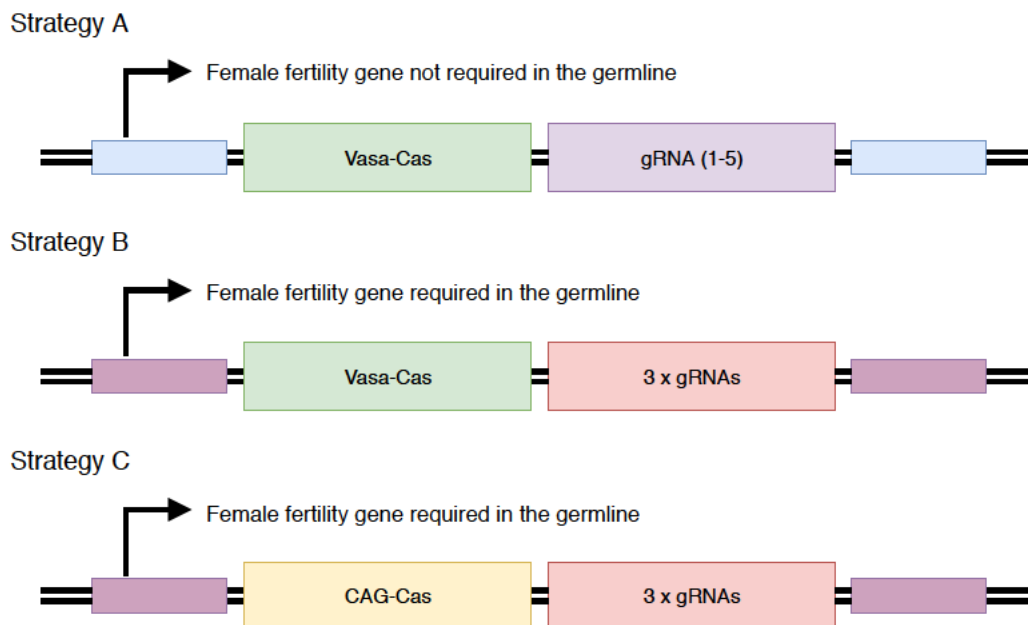 Strategy A
Female fertility gene not required in the germline
Vasa-Cas
gRNA (1-5)
Strategy B
Female fertility gene required in the germline
Vasa-Cas
3 x gRNAs
Strategy C
Female fertility gene required in the germline
CAG-Cas
3 x gRNAs